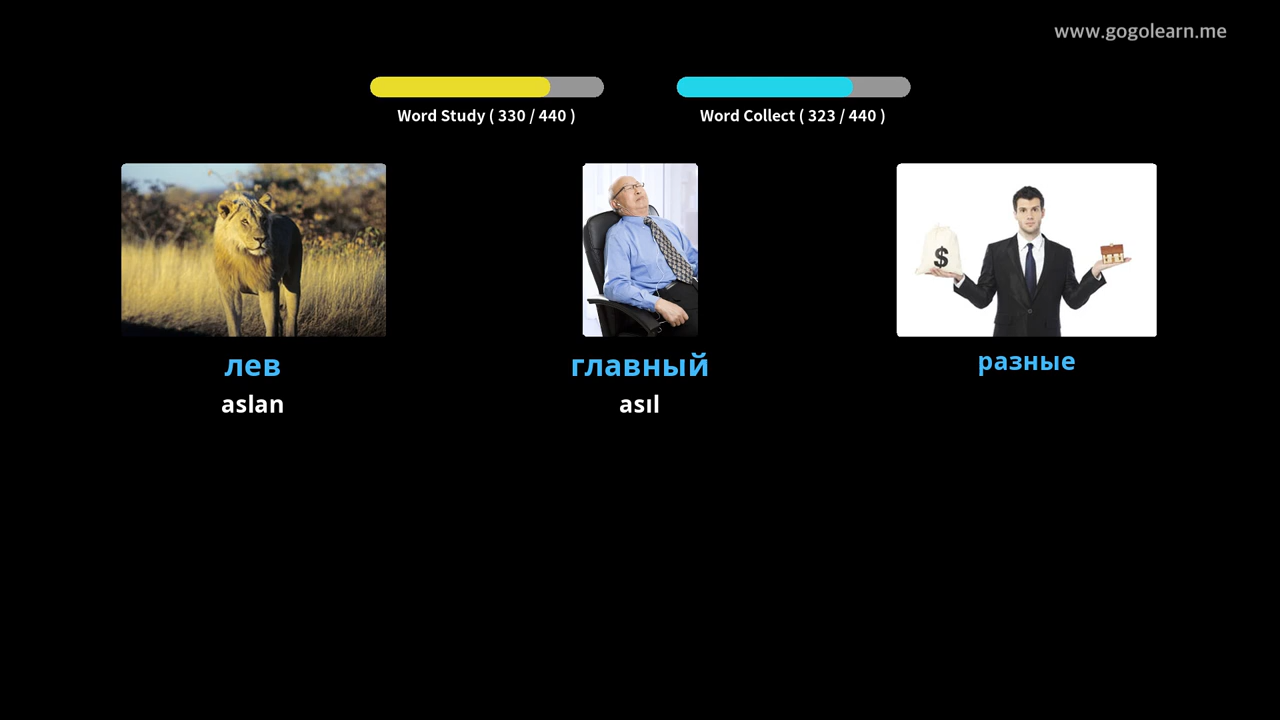 www.gogolearn.me
Word Study ( 330 / 440 )
Word Collect ( 323 / 440 )
$
лев
главный
разные
aslan
asıl